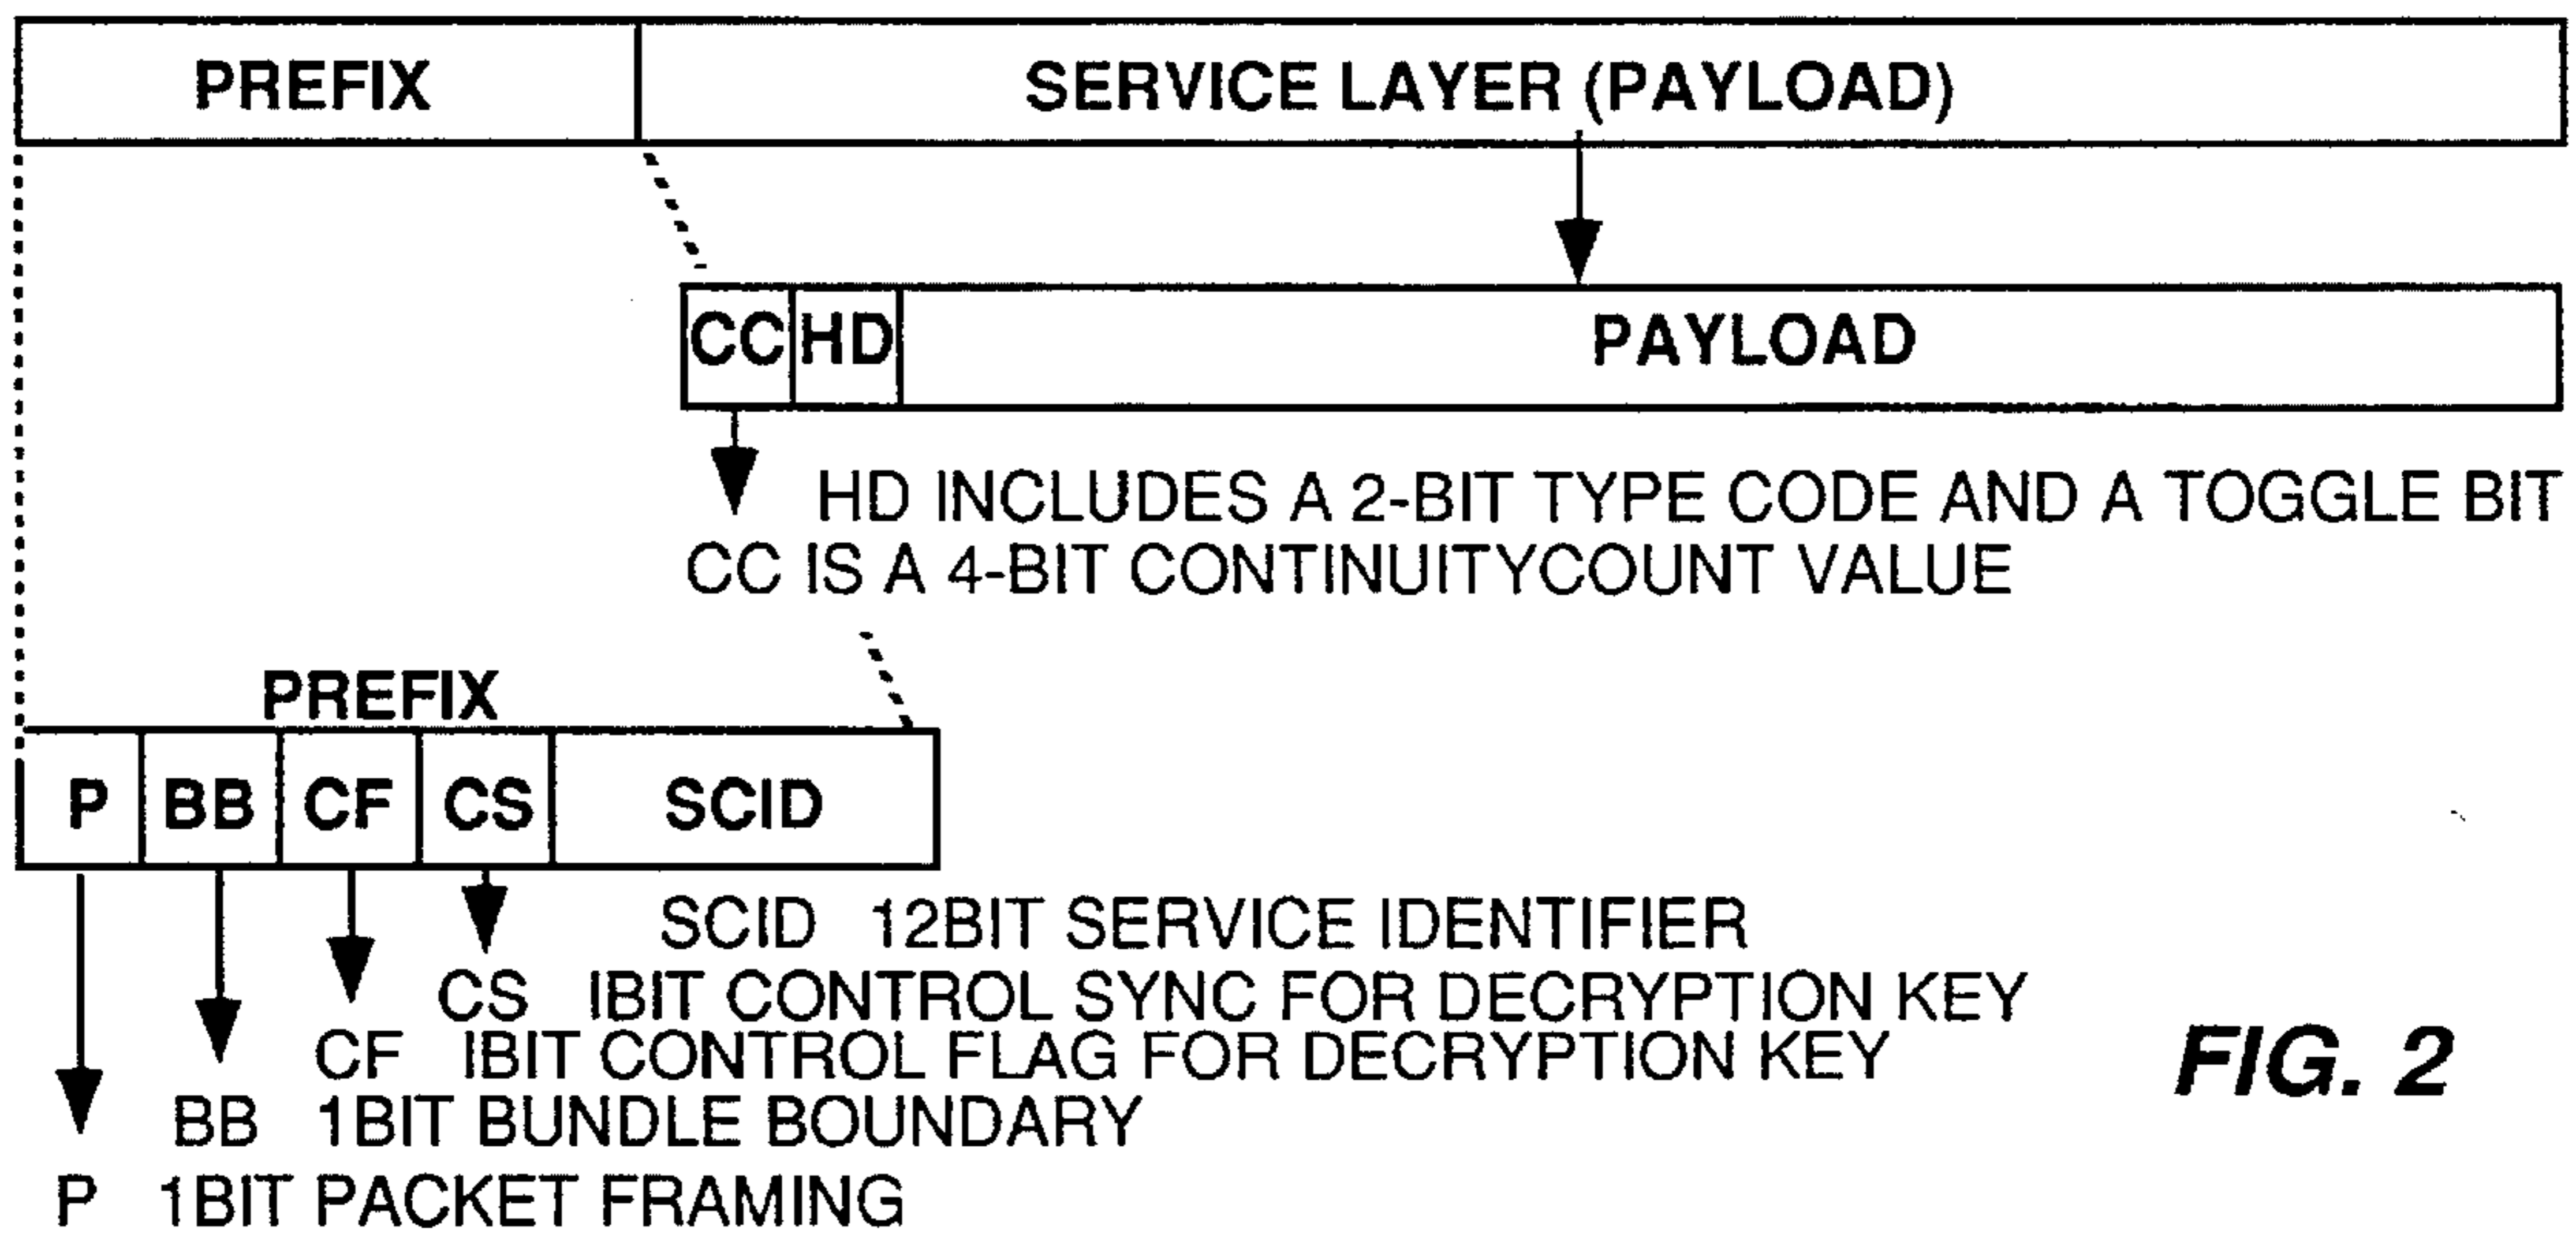 PREFIX SERVICE LAYER (PAYLOAD)
CC HD PAYLOAD
HD INCLUDES A 2-BIT TYPE CODE AND A TOGGLE BIT
CC IS A 4-BIT CONTINUITYCOUNT VALUE
PREFIX
P BB CF CS SCID
SCID 12BIT SERVICE IDENTIFIER
CS IBIT CONTROL SYNC FOR DECRYPTION KEY
CF IBIT CONTROL FLAG FOR DECRYPTION KEY
BB 1BIT BUNDLE BOUNDARY
P 1BIT PACKET FRAMING
FIG. 2